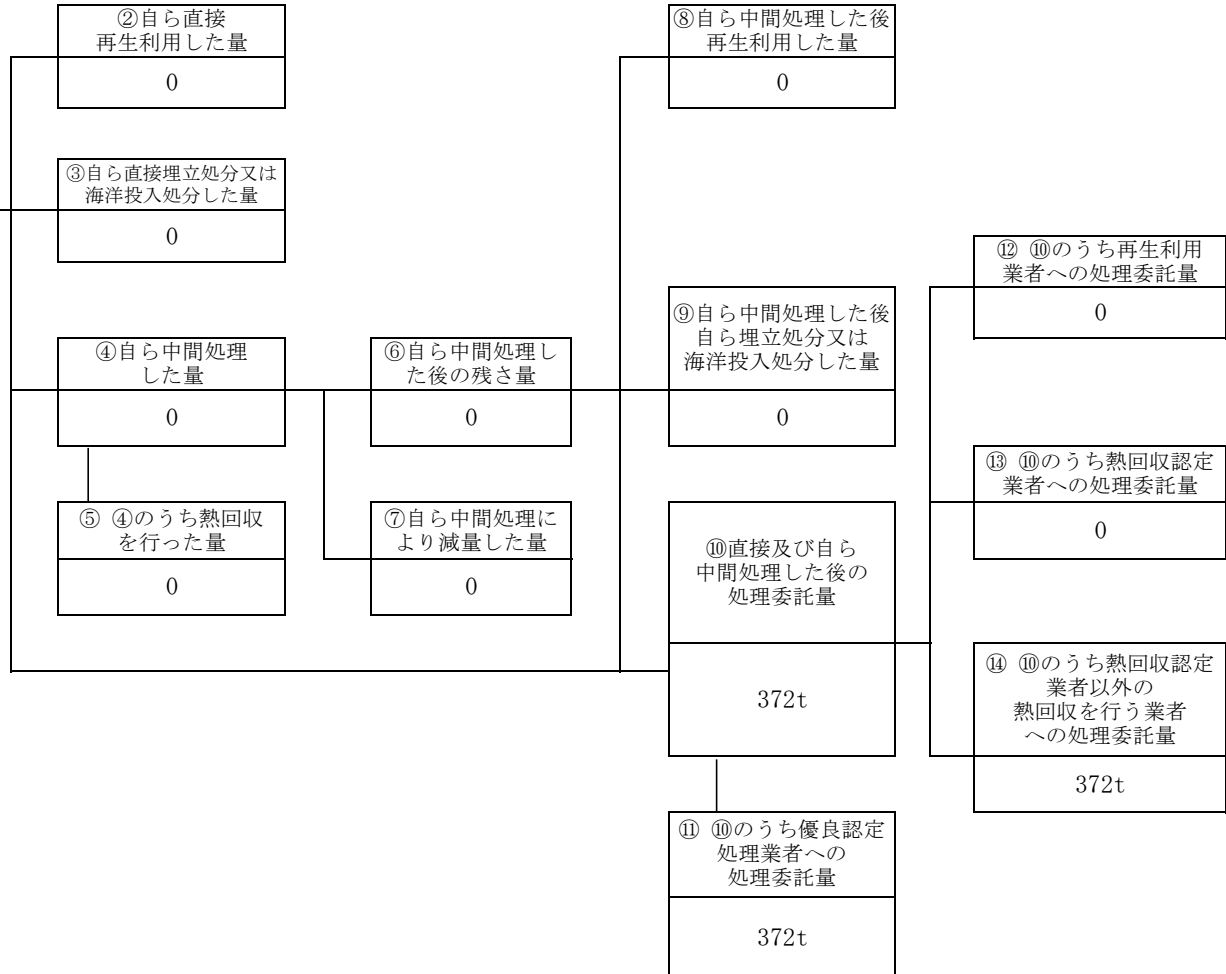 ②自ら直接
再生利用した量
0
③自ら直接埋立処分又は
海洋投入処分した量
0
④自ら中間処理
した量
0
⑤ ④のうち熱回収
を行った量
0
⑥自ら中間処理し
た後の残さ量
0
⑦自ら中間処理に
より減量した量
0
⑧自ら中間処理した後
再生利用した量
0
⑨自ら中間処理した後
自ら埋立処分又は
海洋投入処分した量
0
⑩直接及び自ら
中間処理した後の
処理委託量
372t
⑪ ⑩のうち優良認定
処理業者への
処理委託量
372t
⑫ ⑩のうち再生利用
業者への処理委託量
0
⑬ ⑩のうち熱回収認定
業者への処理委託量
0
⑭ ⑩のうち熱回収認定
業者以外の
熱回収を行う業者
への処理委託量
372t